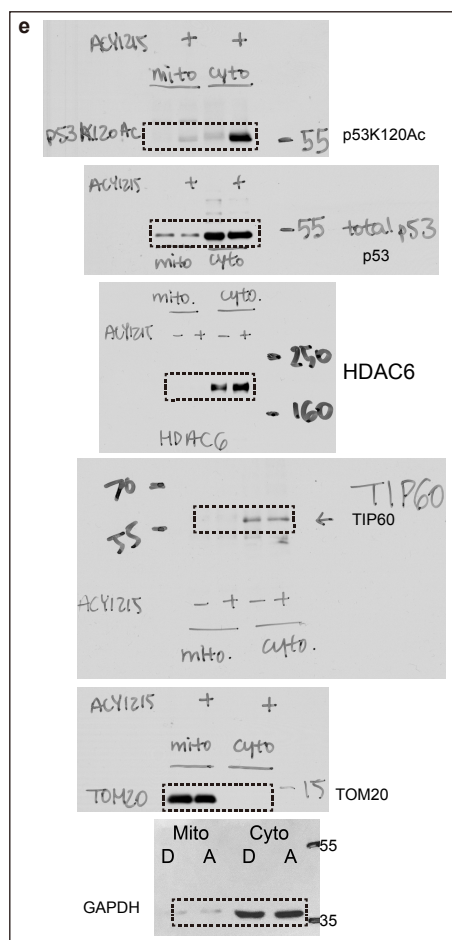 e
ACY1215 + +
mito cyto
p53K120Ac -55 p53K120Ac
ACY1215 + +
-55 total p53
p53
mito cyto
mito. cyto.
ACY1215 - + - +
- 250
HDAC6
- 160
HDAC6
70 -
TIP60
← TIP60
55 -
ACY1215 - + - +
mito. cyto.
ACY1215 + +
mito cyto
TOM20 -15 TOM20
Mito Cyto
D A D A
55
GAPDH
35